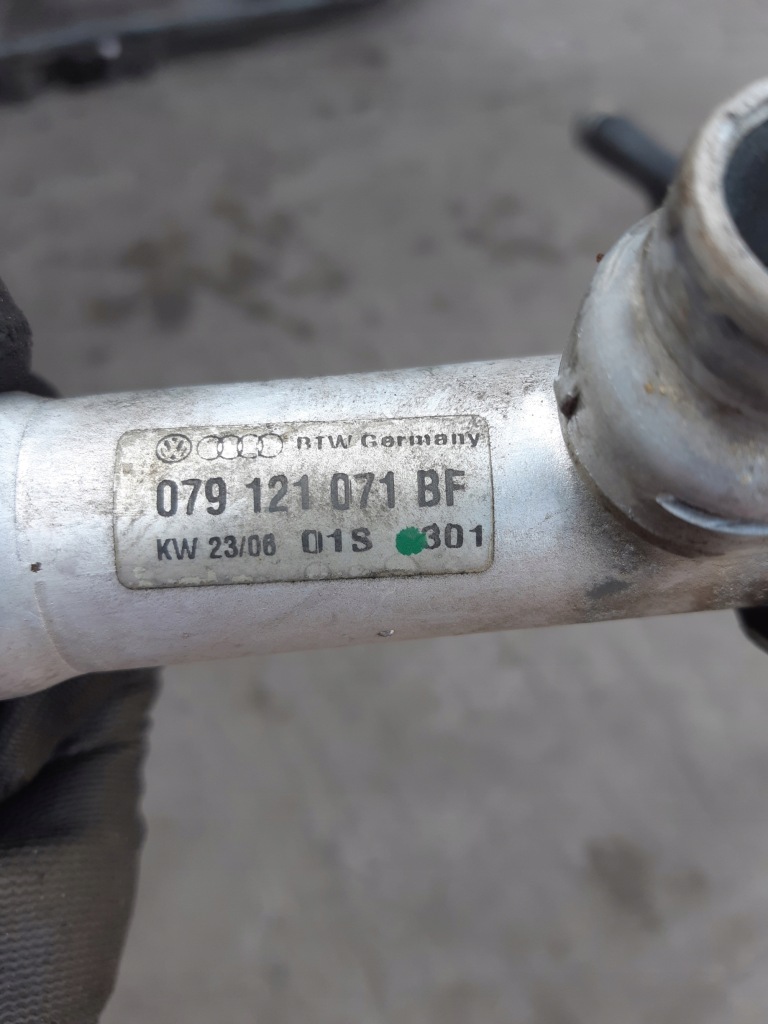 BTW Germany
079 121 071 BF
KW 23/06 01S 301